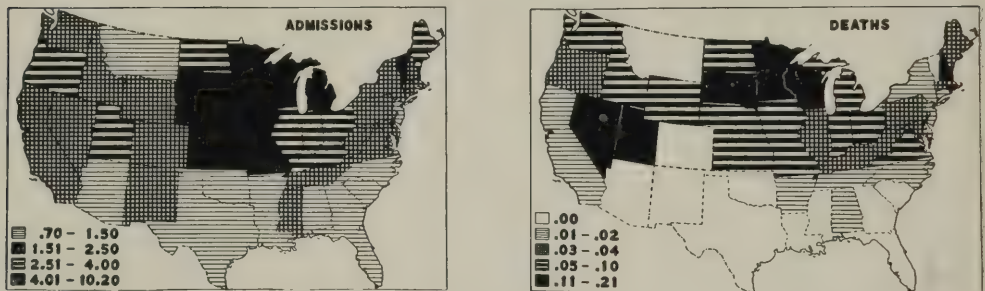 ADMISSIONS
.70 - 1.50
1.51 - 2.50
2.51 - 4.00
4.01 - 10.20
DEATHS
.00
.01 - .02
.03 - .04
.05 - .10
.11 - .21